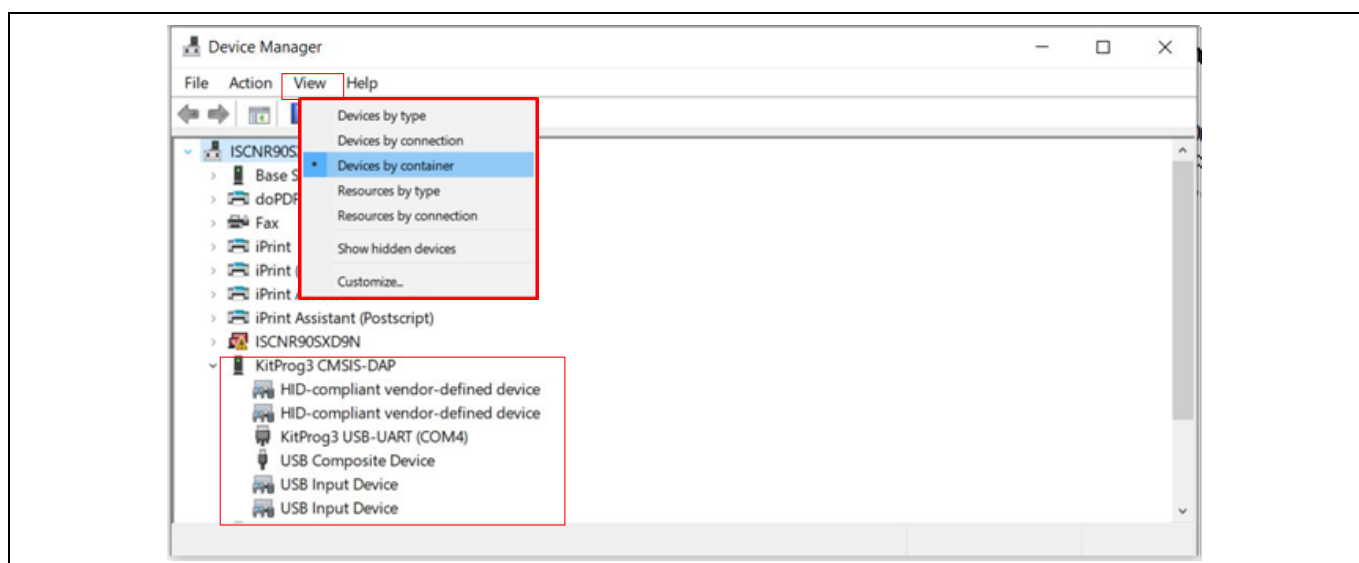 Device Manager
File Action View Help
Devices by type
Devices by connection
Devices by container
Resources by type
Resources by connection
Show hidden devices
Customize...
ISCNR90S
Base S
doPDF
Fax
iPrint
iPrint (
iPrint
iPrint Assistant (Postscript)
ISCNR90SXD9N
KitProg3 CMSIS-DAP
HID-compliant vendor-defined device
HID-compliant vendor-defined device
KitProg3 USB-UART (COM4)
USB Composite Device
USB Input Device
USB Input Device